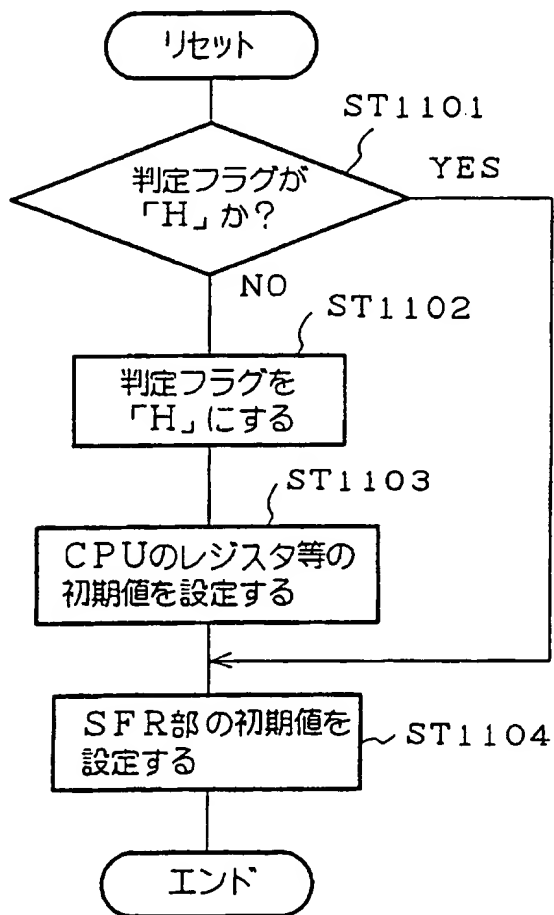 リセット
ST1101
判定フラグが
「H」か?
YES
NO
ST1102
判定フラグを
「H」にする
ST1103
CPUのレジスタ等の
初期値を設定する
SFR部の初期値を
設定する
ST1104
エンド